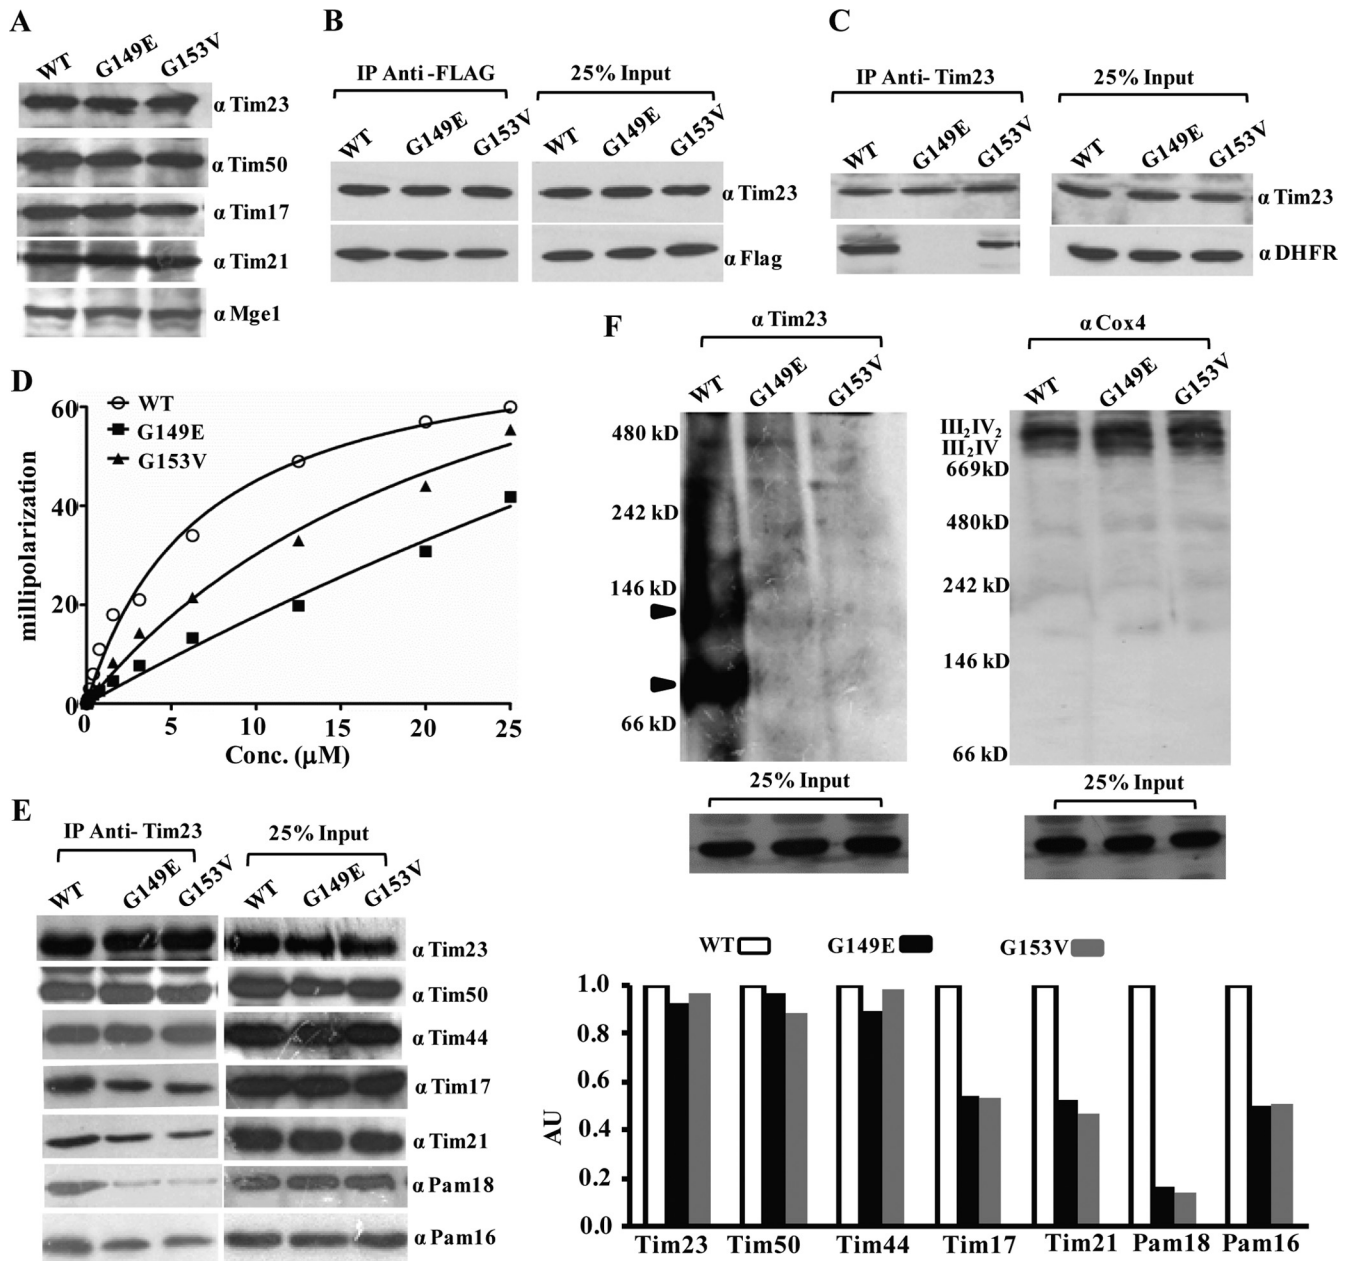 A
WT G149E G153V
α Tim23
α Tim50
α Tim17
α Tim21
α Mge1
B
IP Anti -FLAG 25% Input
WT G149E G153V WT G149E G153V
α Tim23
α Flag
C
IP Anti- Tim23 25% Input
WT G149E G153V WT G149E G153V
α Tim23
α DHFR
D
WT
G149E
G153V
millipolarization
60
40
20
0
0 5 10 15 20 25
Conc. (μM)
F
α Tim23
WT G149E G153V
480 kD
242 kD
146 kD
66 kD
25% Input
α Cox4
WT G149E G153V
III₂IV₂
III₂IV
669kD
480kD
242 kD
146 kD
66 kD
25% Input
E
IP Anti- Tim23 25% Input
WT G149E G153V WT G149E G153V
α Tim23
α Tim50
α Tim44
α Tim17
α Tim21
α Pam18
α Pam16
WT G149E G153V
AU
1.0
0.8
0.6
0.4
0.2
0.0
Tim23 Tim50 Tim44 Tim17 Tim21 Pam18 Pam16